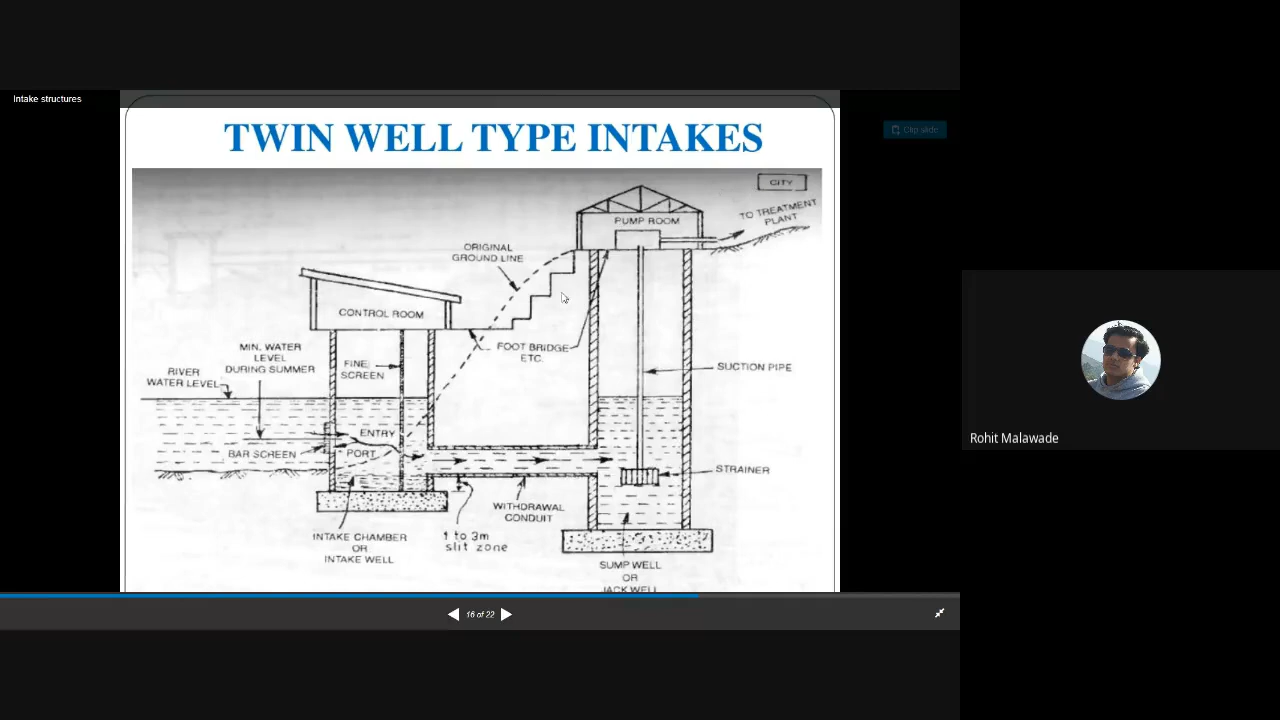 Intake structures
Clip slide
TWIN WELL TYPE INTAKES
CITY
TO TREATMENT
PLANT
PUMP ROOM
ORIGINAL
GROUND LINE
CONTROL ROOM
MIN. WATER
LEVEL
DURING SUMMER
FINE
SCREEN
FOOT BRIDGE
ETC.
RIVER
WATER LEVEL
SUCTION PIPE
ENTRY
PORT
BAR SCREEN
STRAINER
WITHDRAWAL
CONDUIT
INTAKE CHAMBER
OR
INTAKE WELL
1 to 3m
slit zone
SUMP WELL
OR
JACK WELL
16 of 22
Rohit Malawade